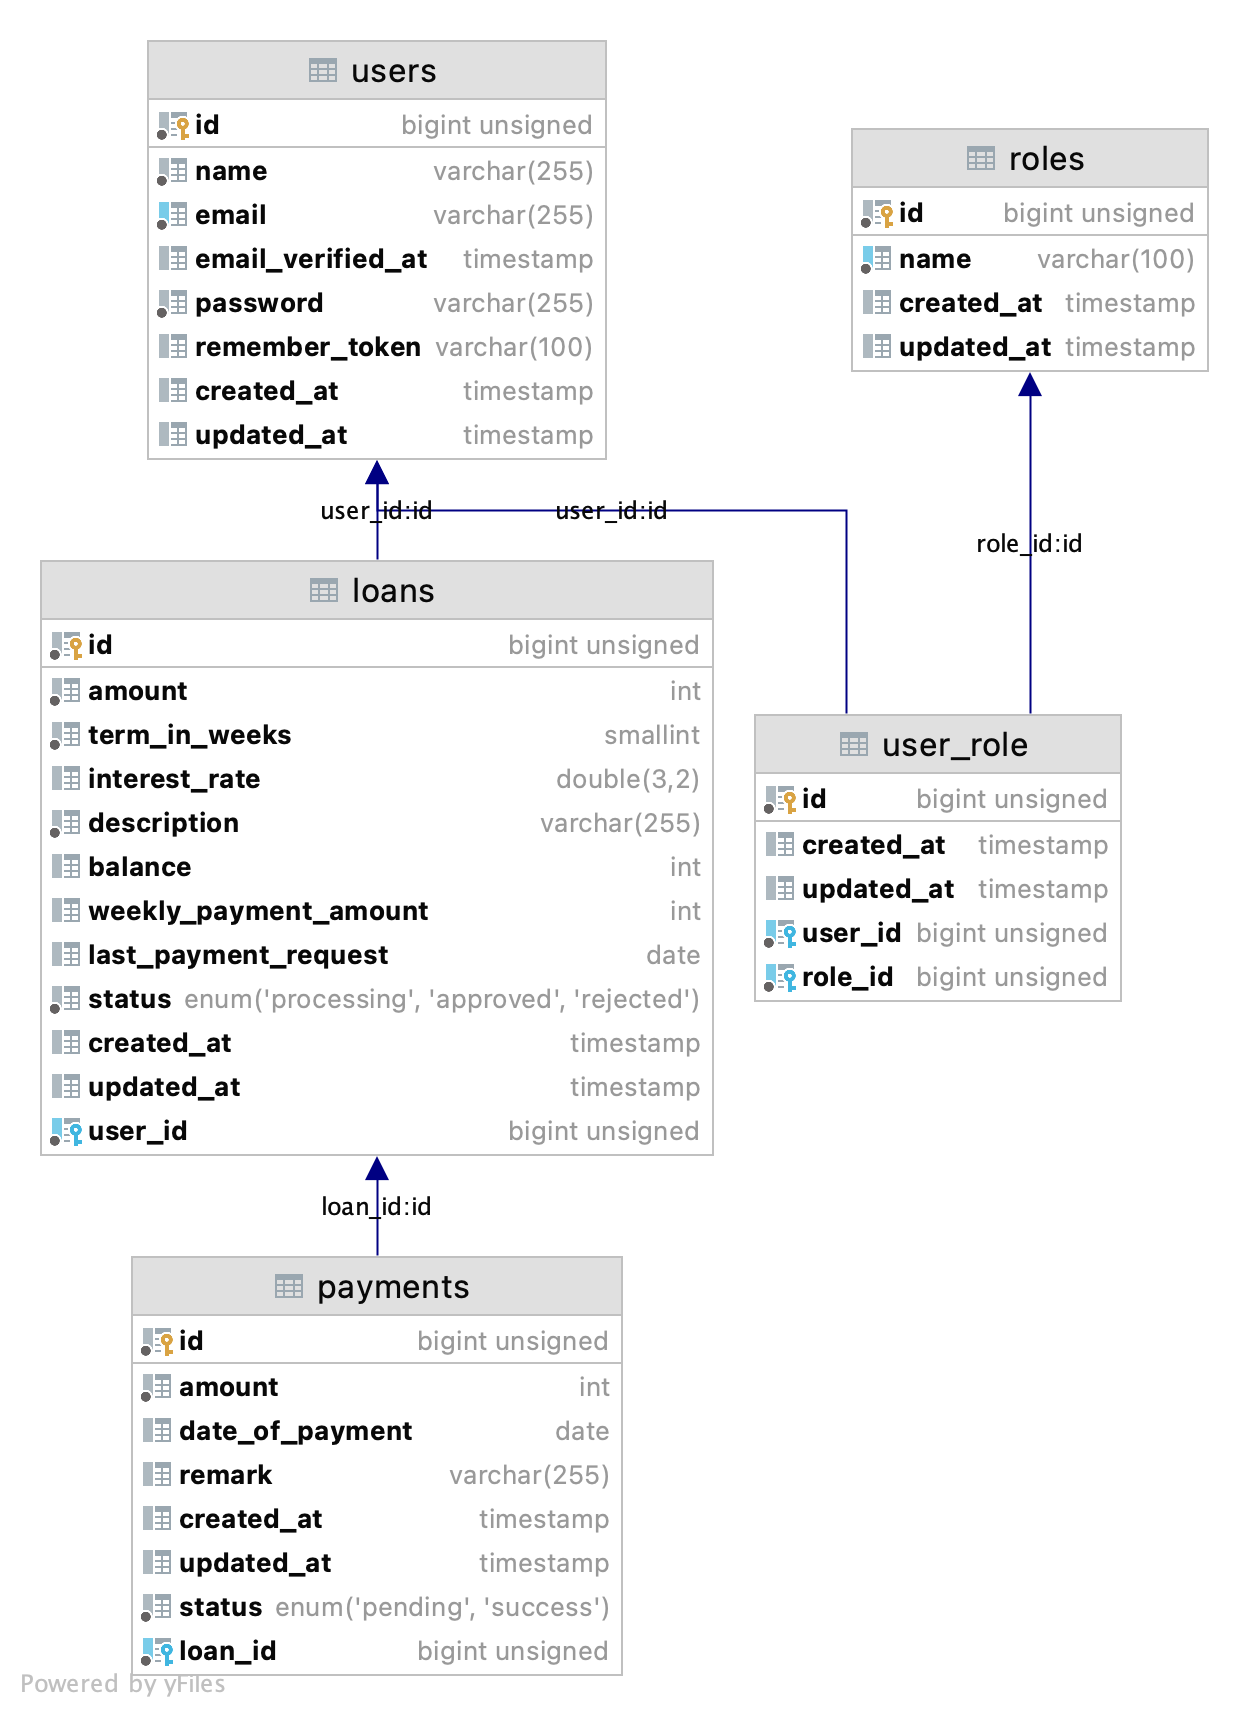 users
id bigint unsigned
name varchar(255)
email varchar(255)
email_verified_at timestamp
password varchar(255)
remember_token varchar(100)
created_at timestamp
updated_at timestamp
roles
id bigint unsigned
name varchar(100)
created_at timestamp
updated_at timestamp
user_id:id
user_id:id
role_id:id
loans
id bigint unsigned
amount int
term_in_weeks smallint
interest_rate double(3,2)
description varchar(255)
balance int
weekly_payment_amount int
last_payment_request date
status enum('processing', 'approved', 'rejected')
created_at timestamp
updated_at timestamp
user_id bigint unsigned
user_role
id bigint unsigned
created_at timestamp
updated_at timestamp
user_id bigint unsigned
role_id bigint unsigned
loan_id:id
payments
id bigint unsigned
amount int
date_of_payment date
remark varchar(255)
created_at timestamp
updated_at timestamp
status enum('pending', 'success')
loan_id bigint unsigned
Powered by yFiles